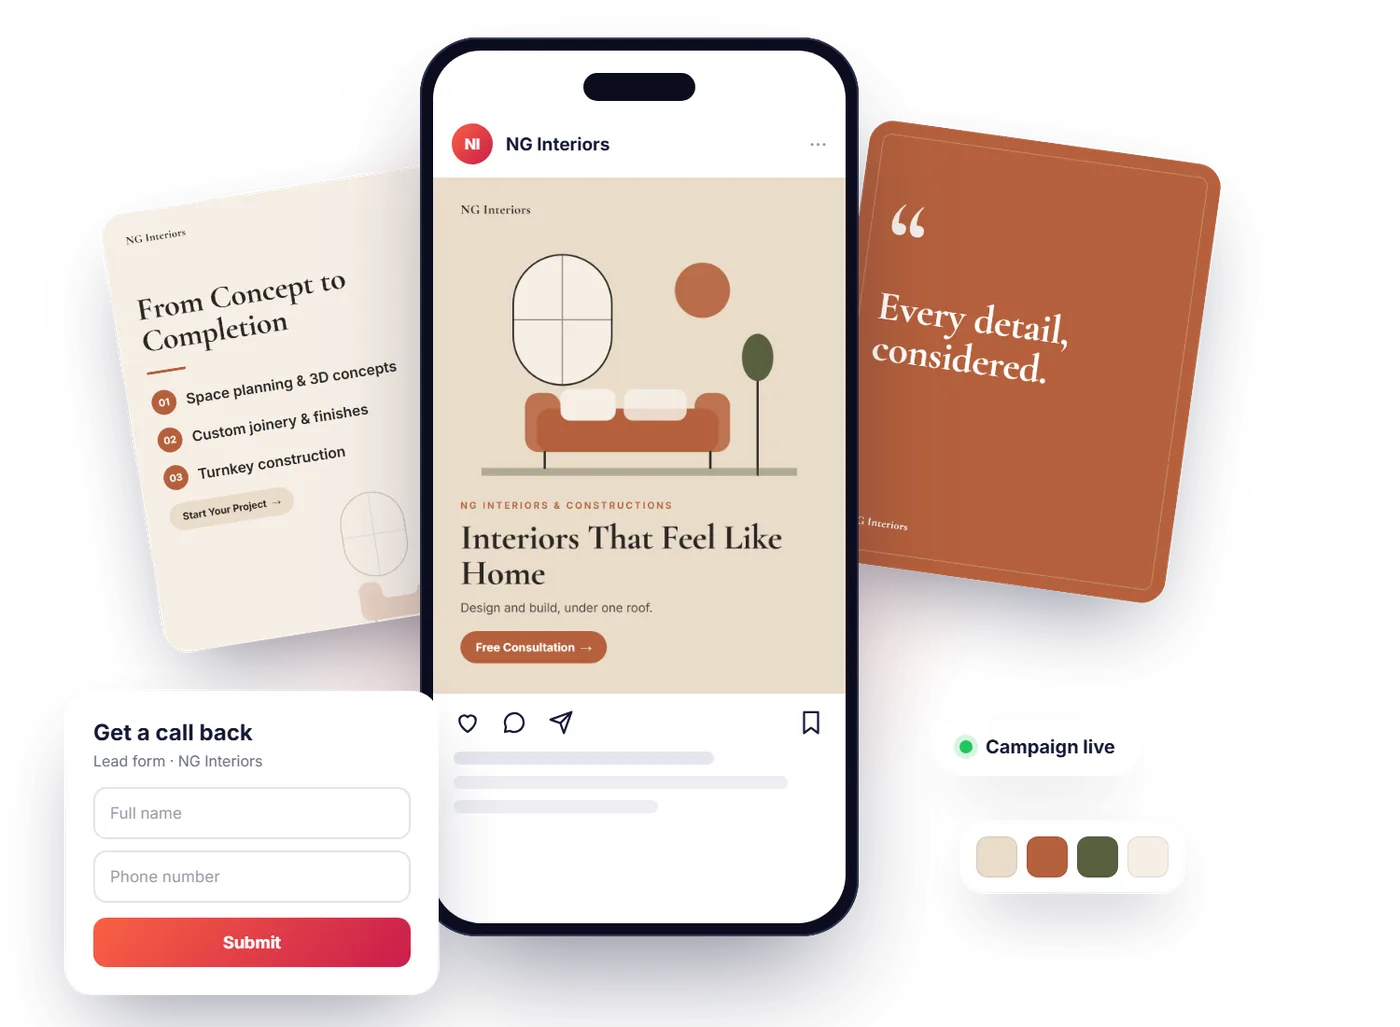 NI
NG Interiors
NG Interiors
NG INTERIORS & CONSTRUCTIONS
Interiors That Feel Like
Home
Design and build, under one roof.
Free Consultation →
NG Interiors
From Concept to
Completion
01 Space planning & 3D concepts
02 Custom joinery & finishes
03 Turnkey construction
Start Your Project →
“
Every detail,
considered.
G Interiors
Get a call back
Lead form · NG Interiors
Full name
Phone number
Submit
Campaign live